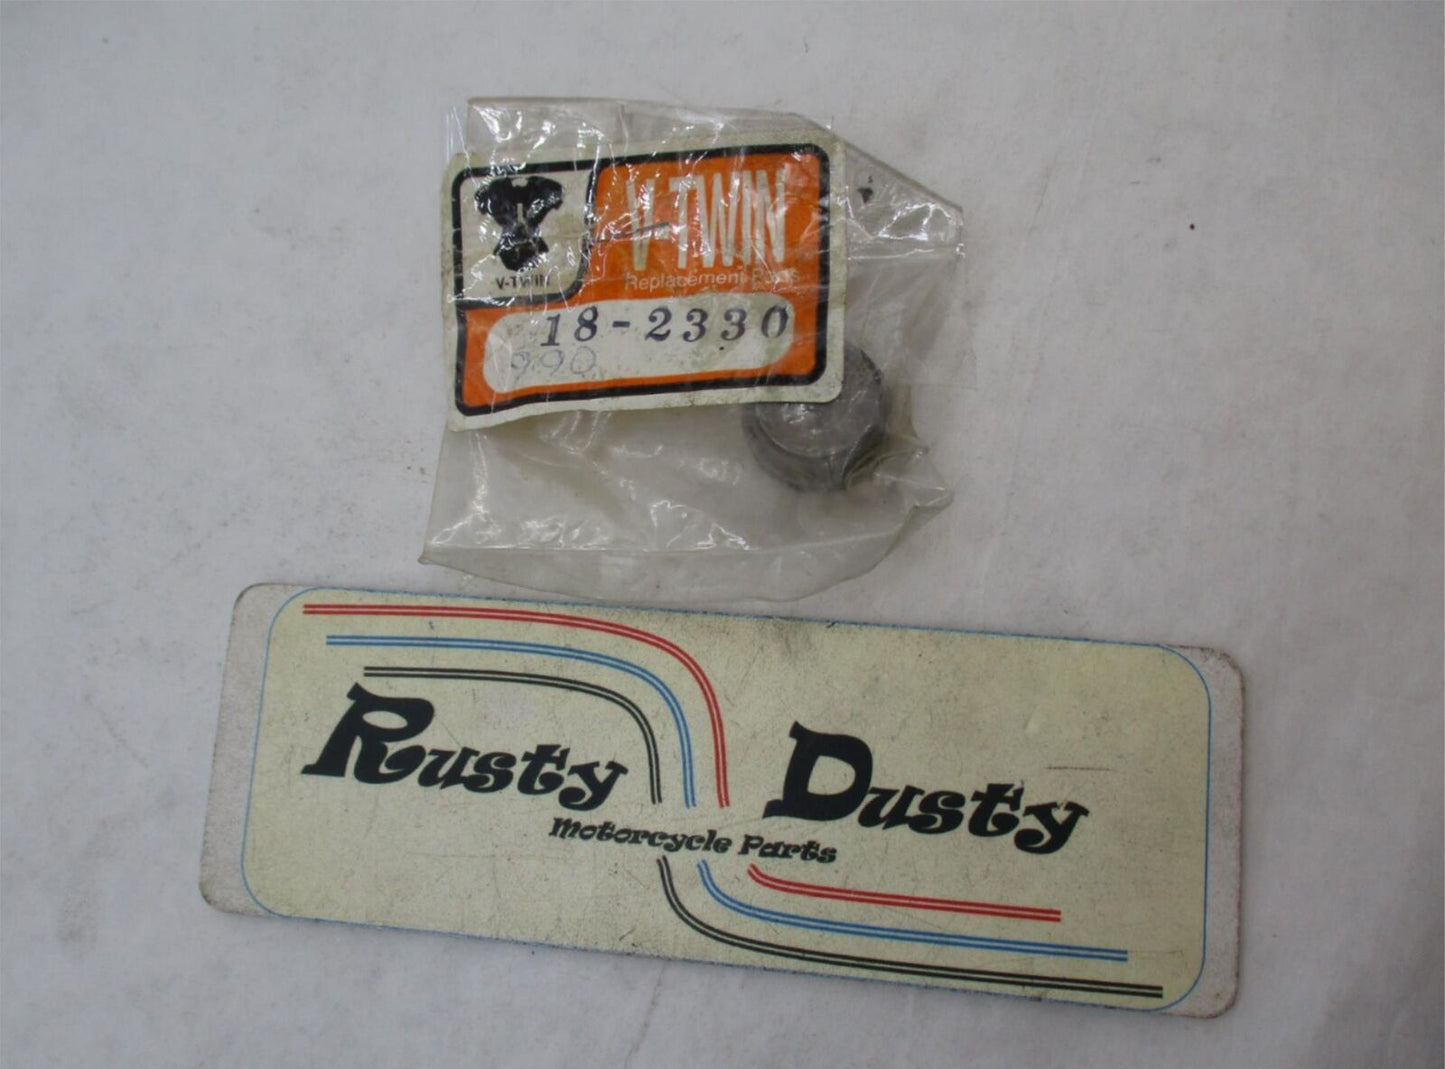 V-TWIN
V-TWIN
Replacement Parts
18-2330
990
Rusty Dusty
Motorcycle Parts